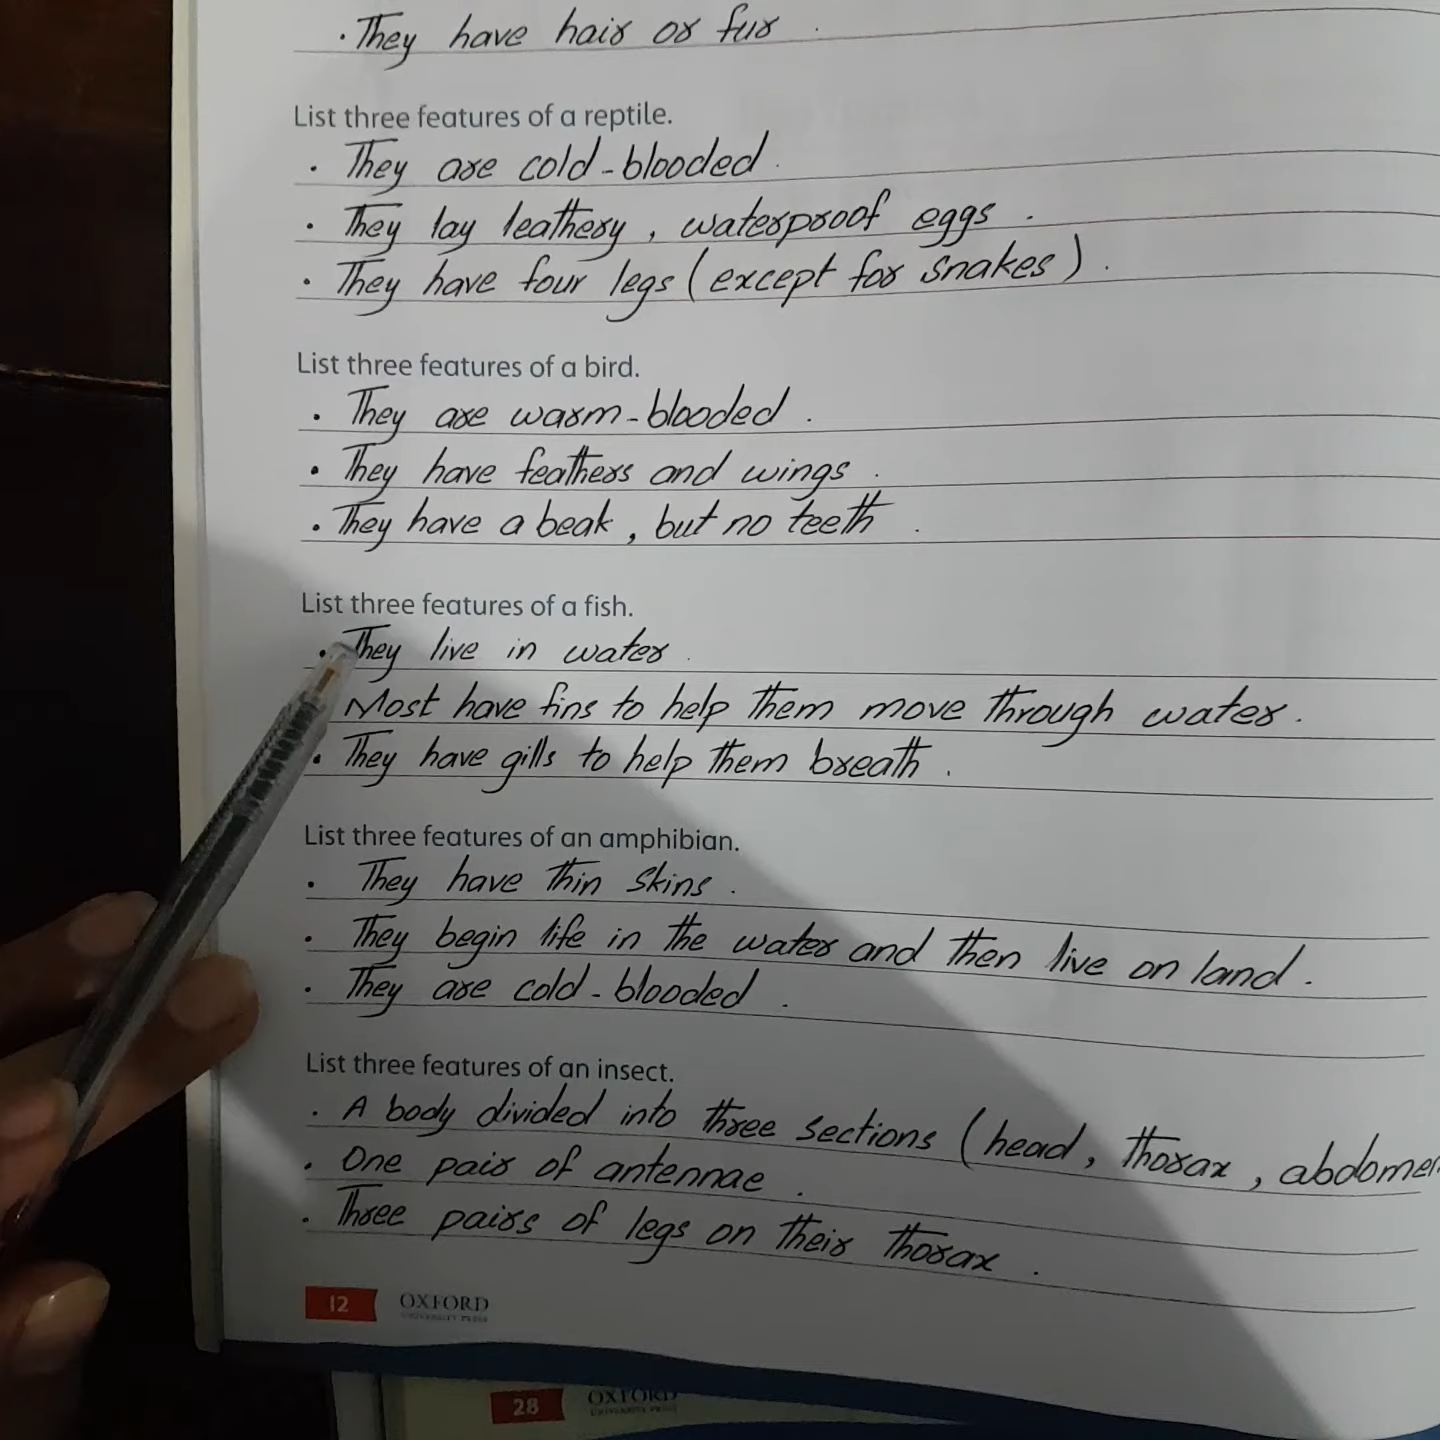 · They have hair or fur .
List three features of a reptile.
· They are cold-blooded .
· They lay leathery , waterproof eggs .
· They have four legs ( except for snakes ) .
List three features of a bird.
· They are warm-blooded .
· They have feathers and wings .
· They have a beak , but no teeth .
List three features of a fish.
· They live in water .
Most have fins to help them move through water .
· They have gills to help them breath .
List three features of an amphibian.
· They have thin skins .
· They begin life in the water and then live on land .
· They are cold-blooded .
List three features of an insect.
· A body divided into three sections ( head , thorax , abdomen
· One pair of antennae .
· Three pairs of legs on their thorax .
12 OXFORD
UNIVERSITY PRESS
28 OXFORD
UNIVERSITY PRESS